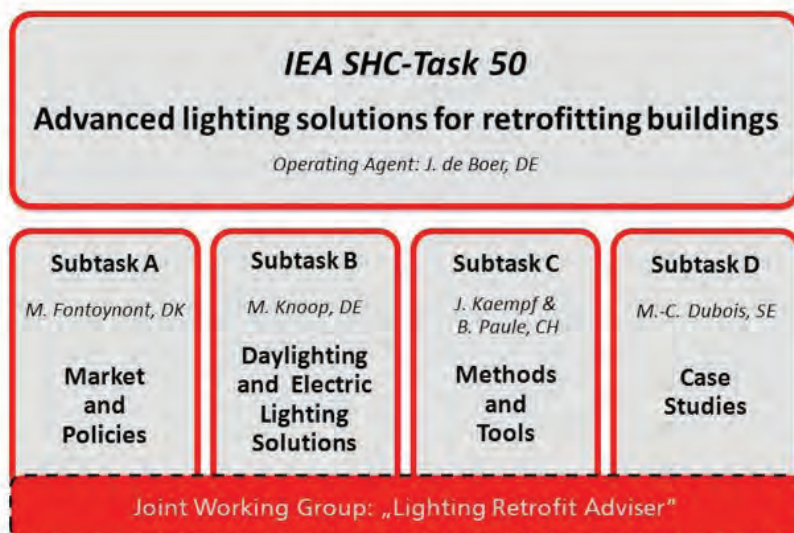 IEA SHC-Task 50
Advanced lighting solutions for retrofitting buildings
Operating Agent: J. de Boer, DE
Subtask A
M. Fontoynont, DK
Market
and
Policies
Subtask B
M. Knoop, DE
Daylighting
and Electric
Lighting
Solutions
Subtask C
J. Kaempf &
B. Paule, CH
Methods
and
Tools
Subtask D
M.-C. Dubois, SE
Case
Studies
Joint Working Group: „Lighting Retrofit Adviser"